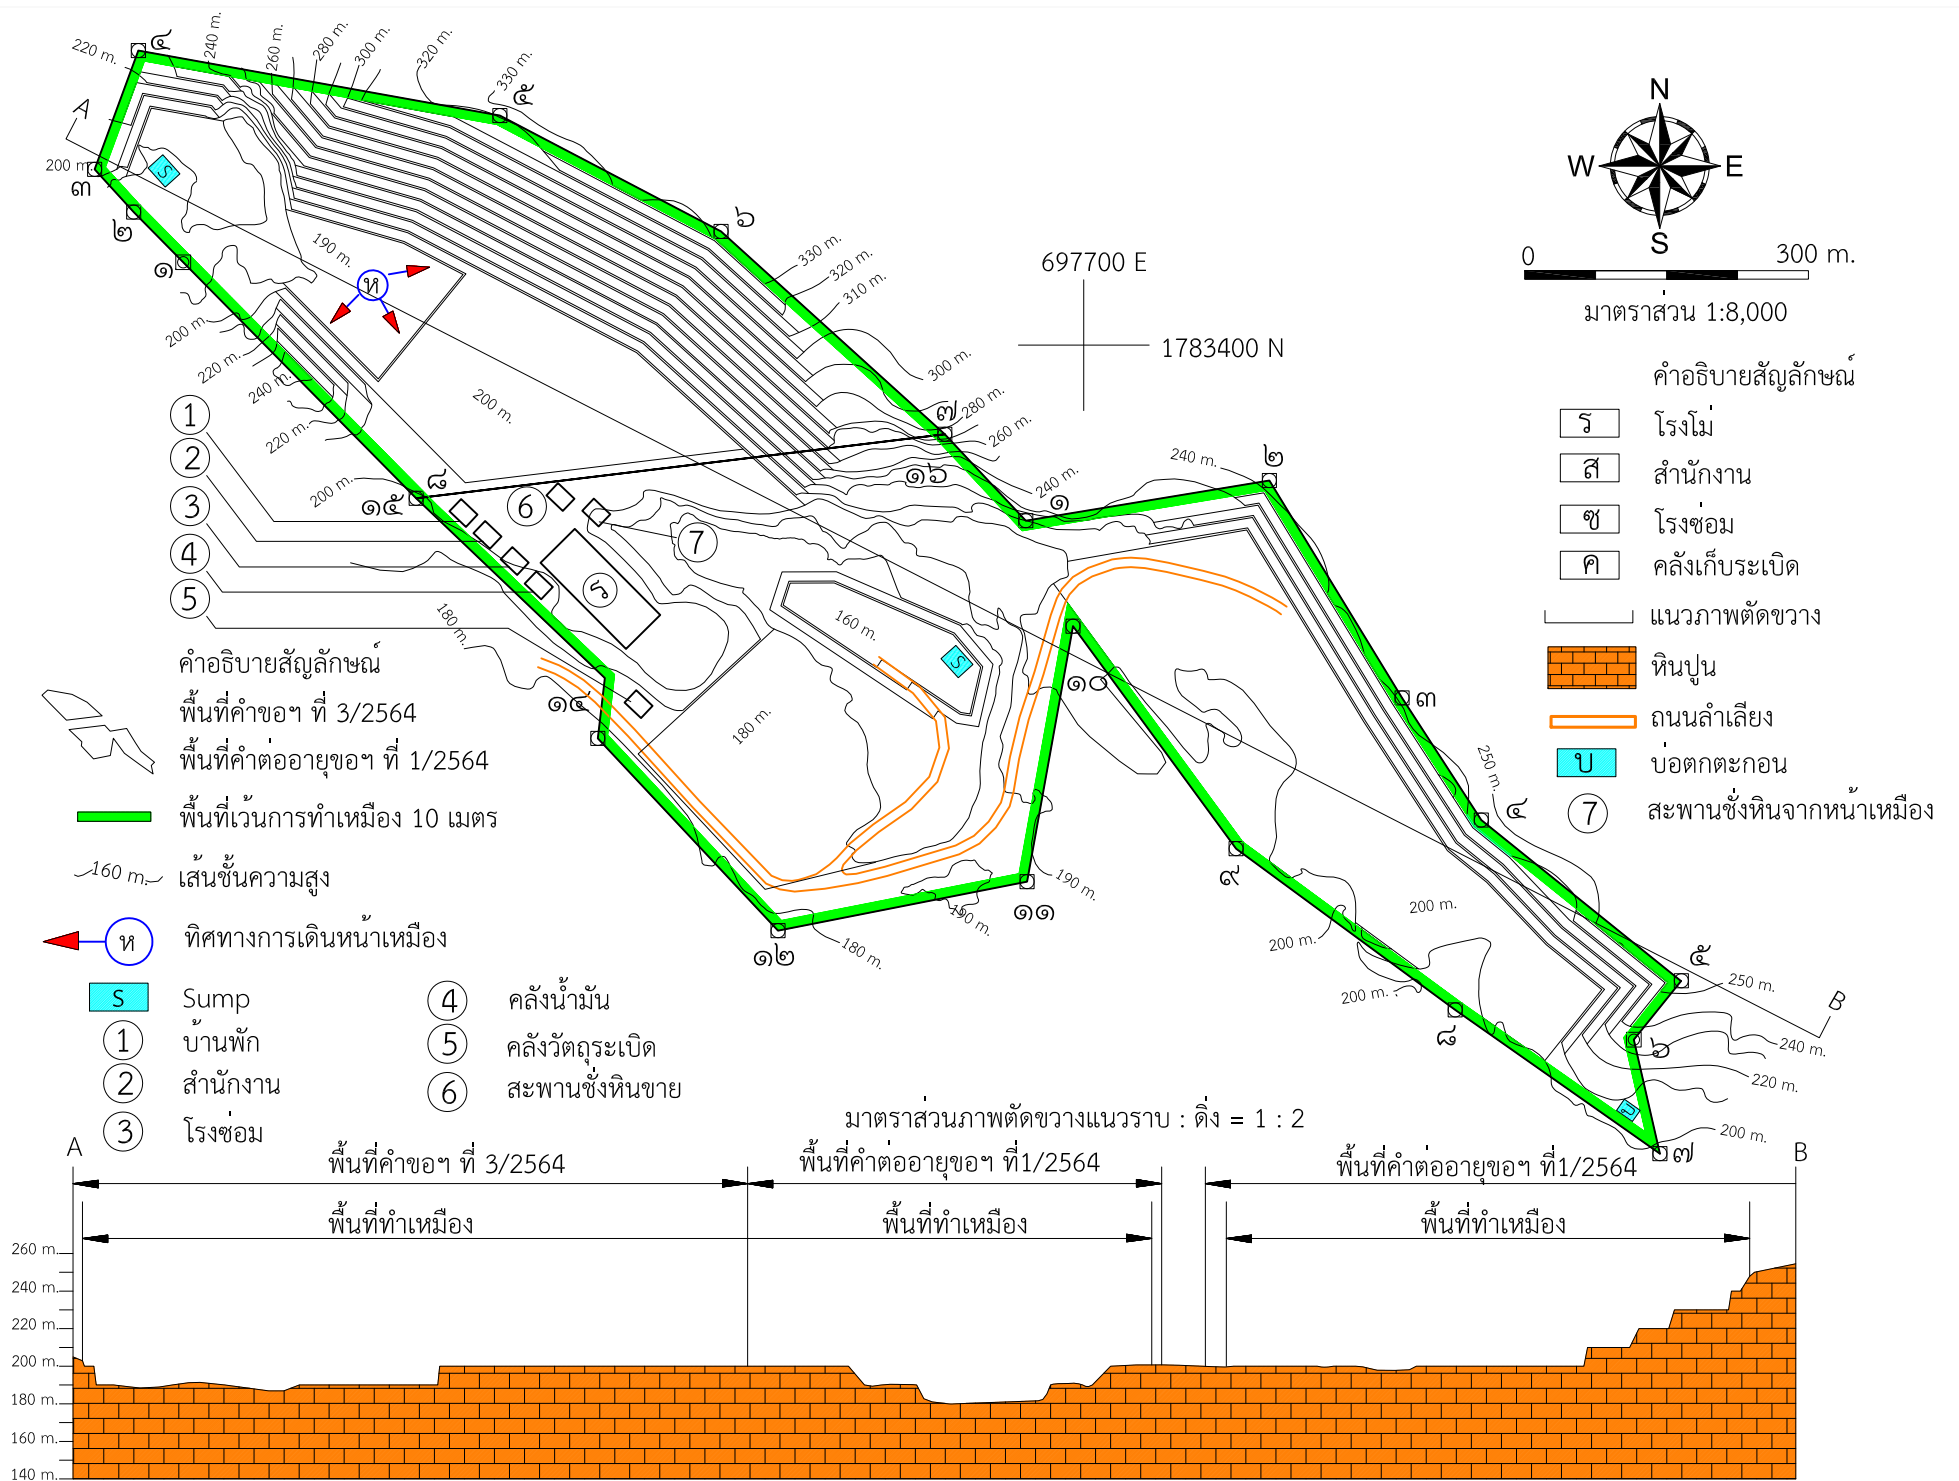 220 m.
๔
240 m.
260 m.
280 m.
300 m.
320 m.
330 m.
๕
A
200 m.
๓
S
๒
๑
190 m.
ห
๖
330 m.
320 m.
310 m.
300 m.
200 m.
220 m.
240 m.
220 m.
200 m.
200 m.
๗
280 m.
260 m.
240 m.
๑๖
๘
๑๕
1
2
3
4
5
6
7
ร
697700 E
1783400 N
N
W
E
S
0
300 m.
มาตราส่วน 1:8,000
คำอธิบายสัญลักษณ์
ร โรงโม่
ส สำนักงาน
ซ โรงซ่อม
ค คลังเก็บระเบิด
แนวภาพตัดขวาง
หินปูน
ถนนลำเลียง
บ บ่อตกตะกอน
7 สะพานชั่งหินจากหน้าเหมือง
240 m.
๒
๑
160 m.
S
180 m.
180 m.
๑๔
๑๐
๓
250 m.
๔
๙
๑๑
190 m.
190 m.
๑๒
180 m.
200 m.
200 m.
200 m.
๘
๕
250 m.
B
๖
240 m.
220 m.
บ
200 m.
๗
คำอธิบายสัญลักษณ์
พื้นที่คำขอฯ ที่ 3/2564
พื้นที่คำต่ออายุขอฯ ที่ 1/2564
พื้นที่เว้นการทำเหมือง 10 เมตร
160 m. เส้นชั้นความสูง
ห ทิศทางการเดินหน้าเหมือง
S Sump
1 บ้านพัก
2 สำนักงาน
3 โรงซ่อม
4 คลังน้ำมัน
5 คลังวัตถุระเบิด
6 สะพานชั่งหินขาย
มาตราส่วนภาพตัดขวางแนวราบ : ดิ่ง = 1 : 2
A
พื้นที่คำขอฯ ที่ 3/2564
พื้นที่คำต่ออายุขอฯ ที่1/2564
พื้นที่คำต่ออายุขอฯ ที่1/2564
B
พื้นที่ทำเหมือง
พื้นที่ทำเหมือง
พื้นที่ทำเหมือง
260 m.
240 m.
220 m.
200 m.
180 m.
160 m.
140 m.